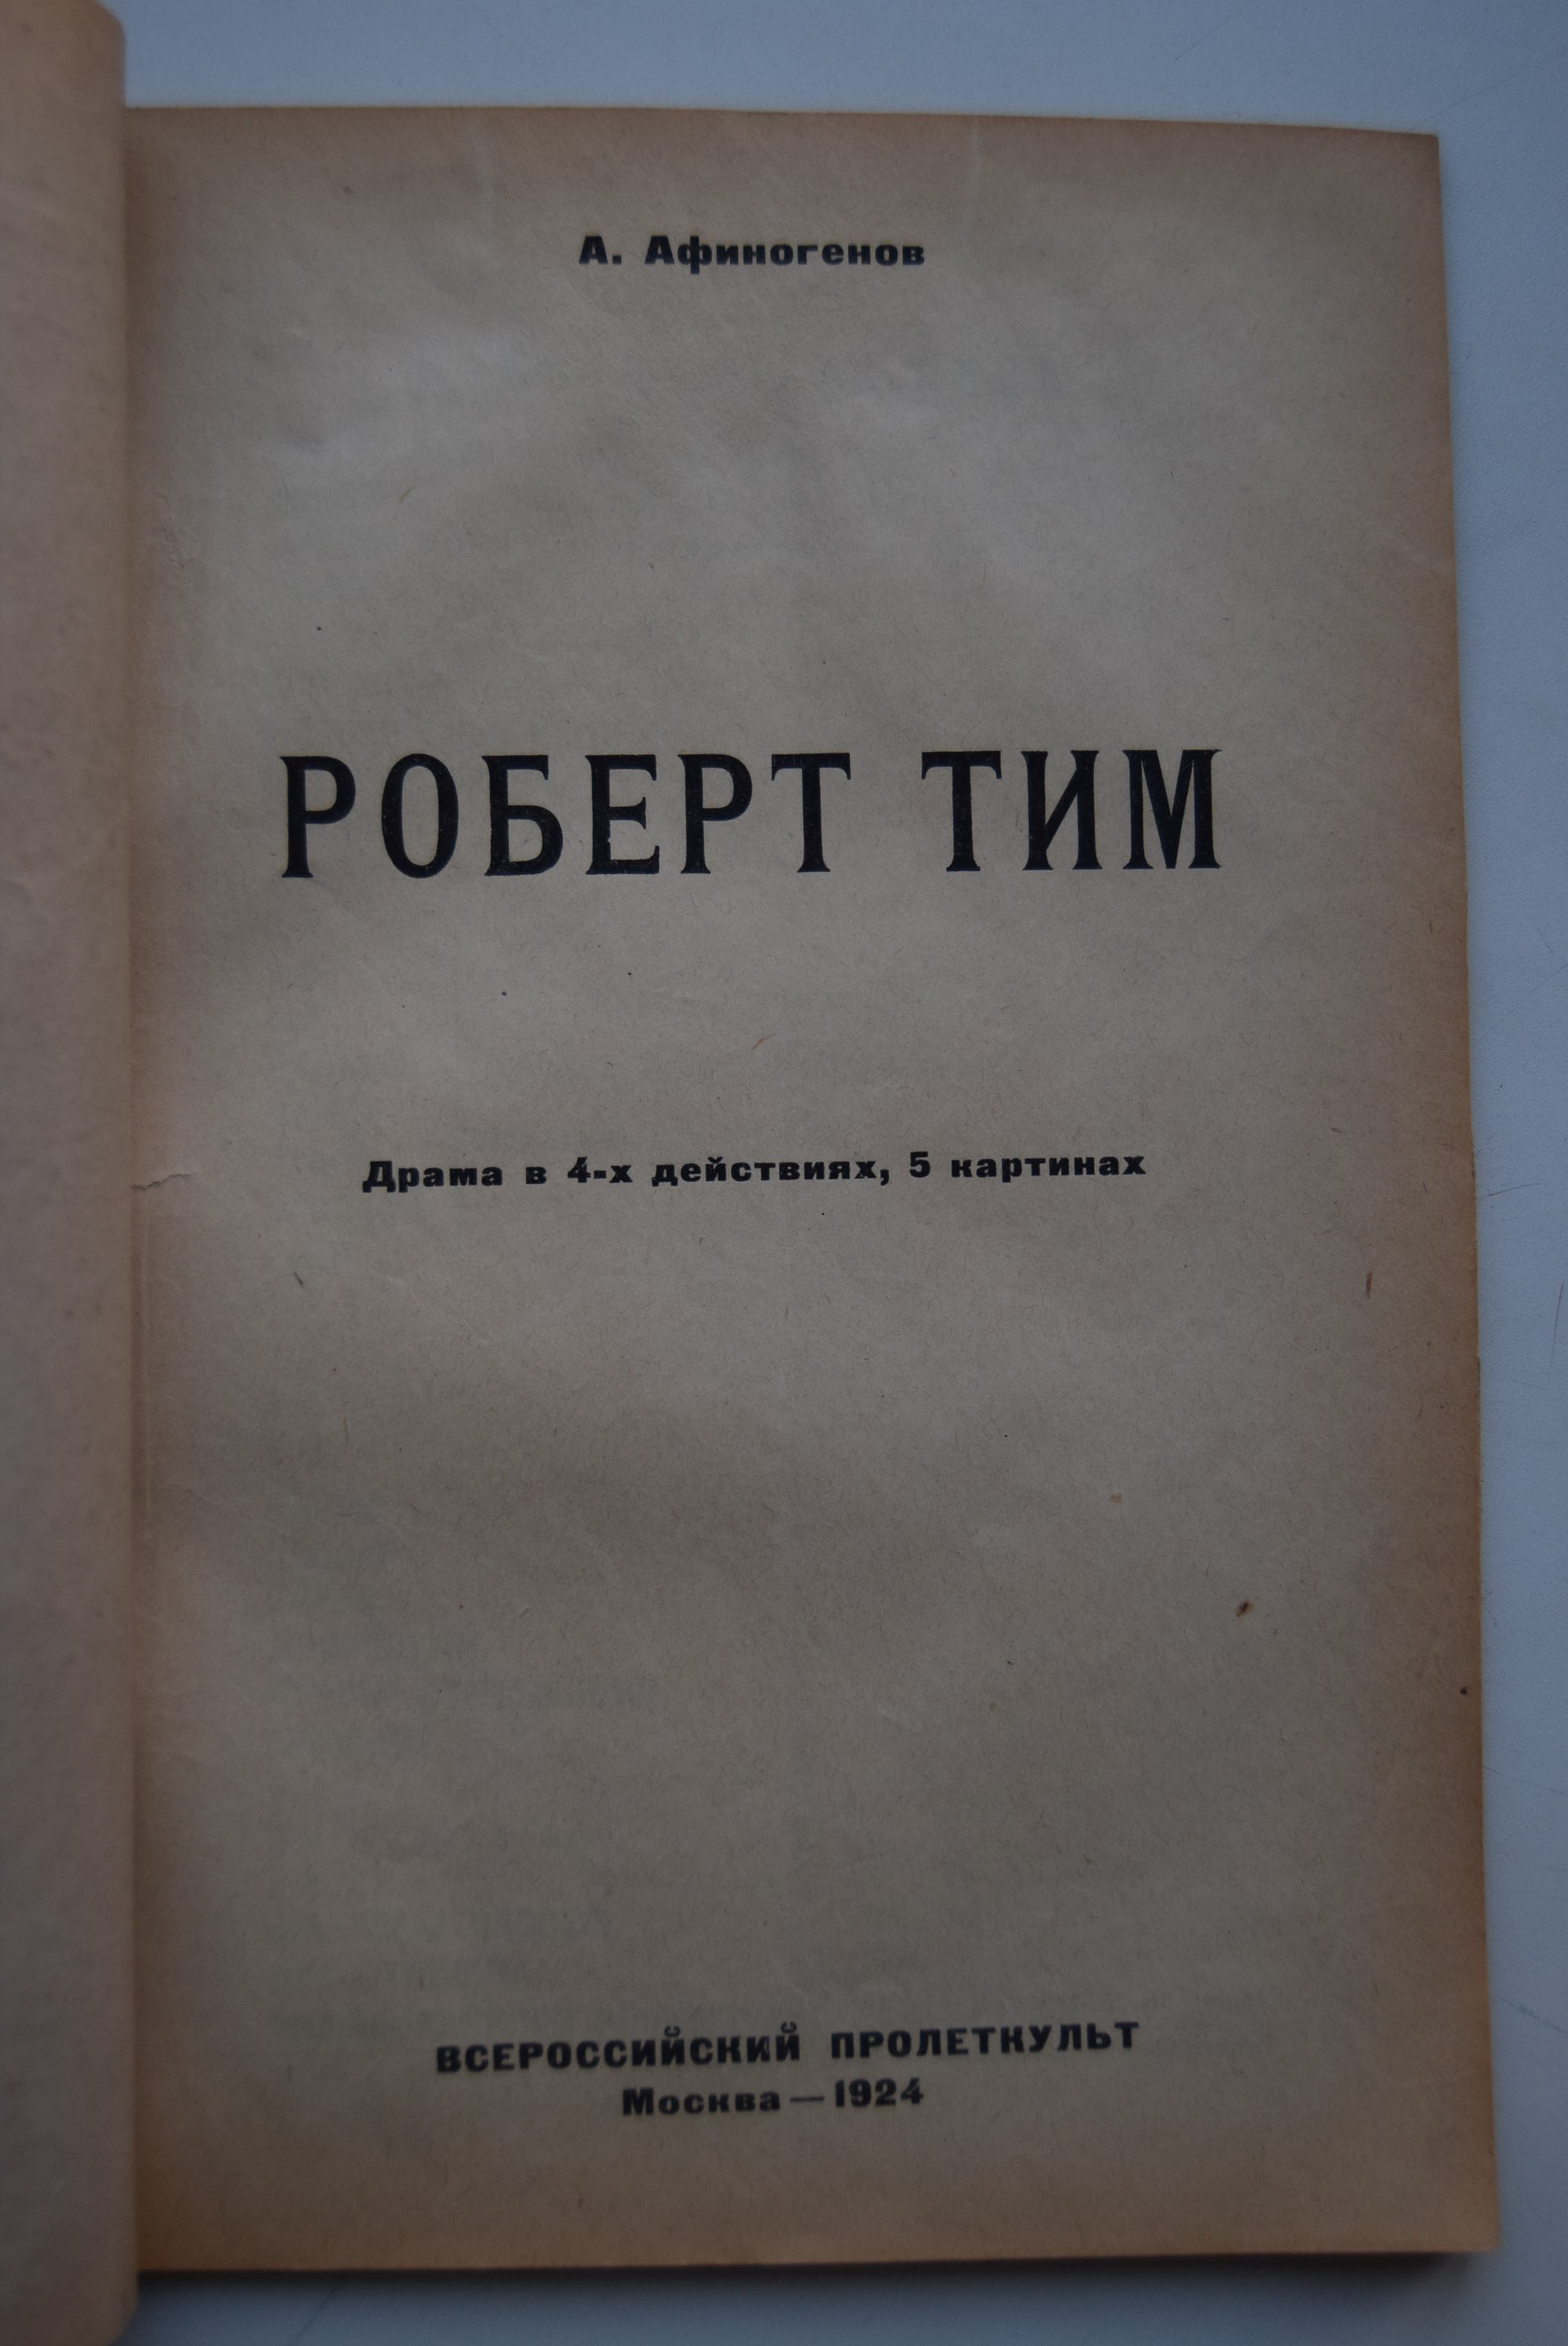 А. Афиногенов
РОБЕРТ ТИМ
Драма в 4-х действиях, 5 картинах
ВСЕРОССИЙСКИЙ ПРОЛЕТКУЛЬТ
Москва — 1924